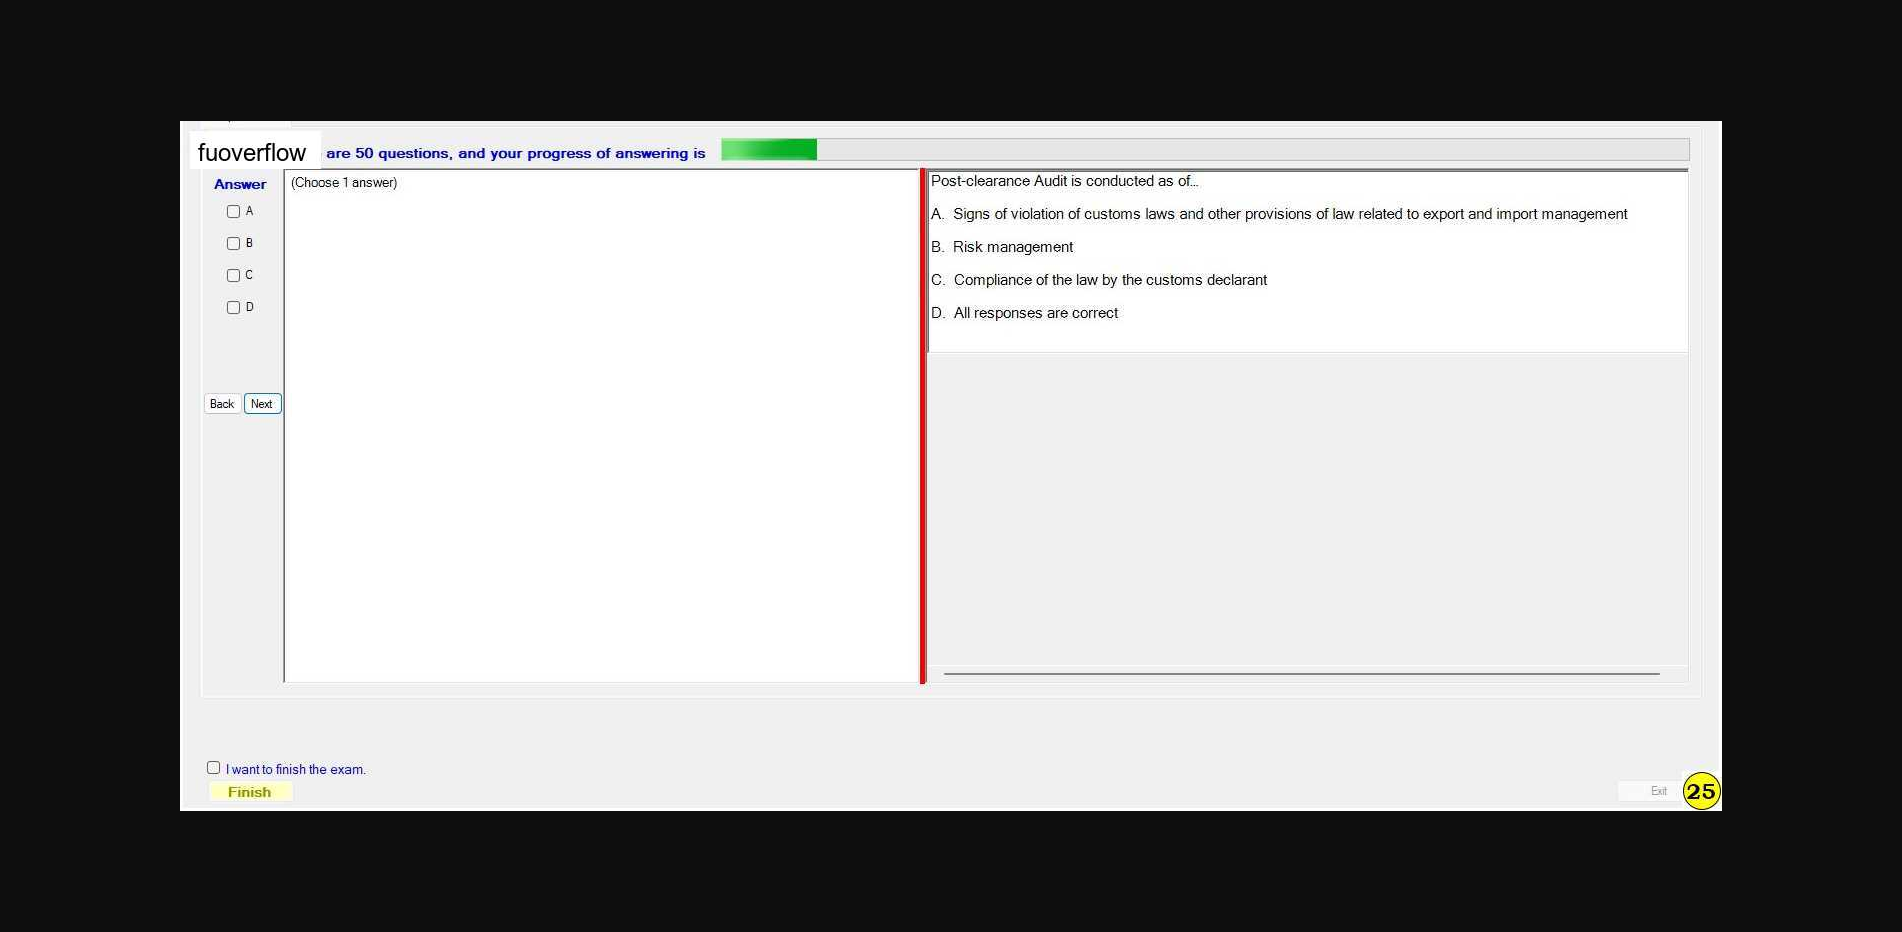 fuoverflow are 50 questions, and your progress of answering is
Answer
(Choose 1 answer)
A
B
C
D
Back Next
Post-clearance Audit is conducted as of...
A. Signs of violation of customs laws and other provisions of law related to export and import management
B. Risk management
C. Compliance of the law by the customs declarant
D. All responses are correct
I want to finish the exam.
Finish
Exit
25